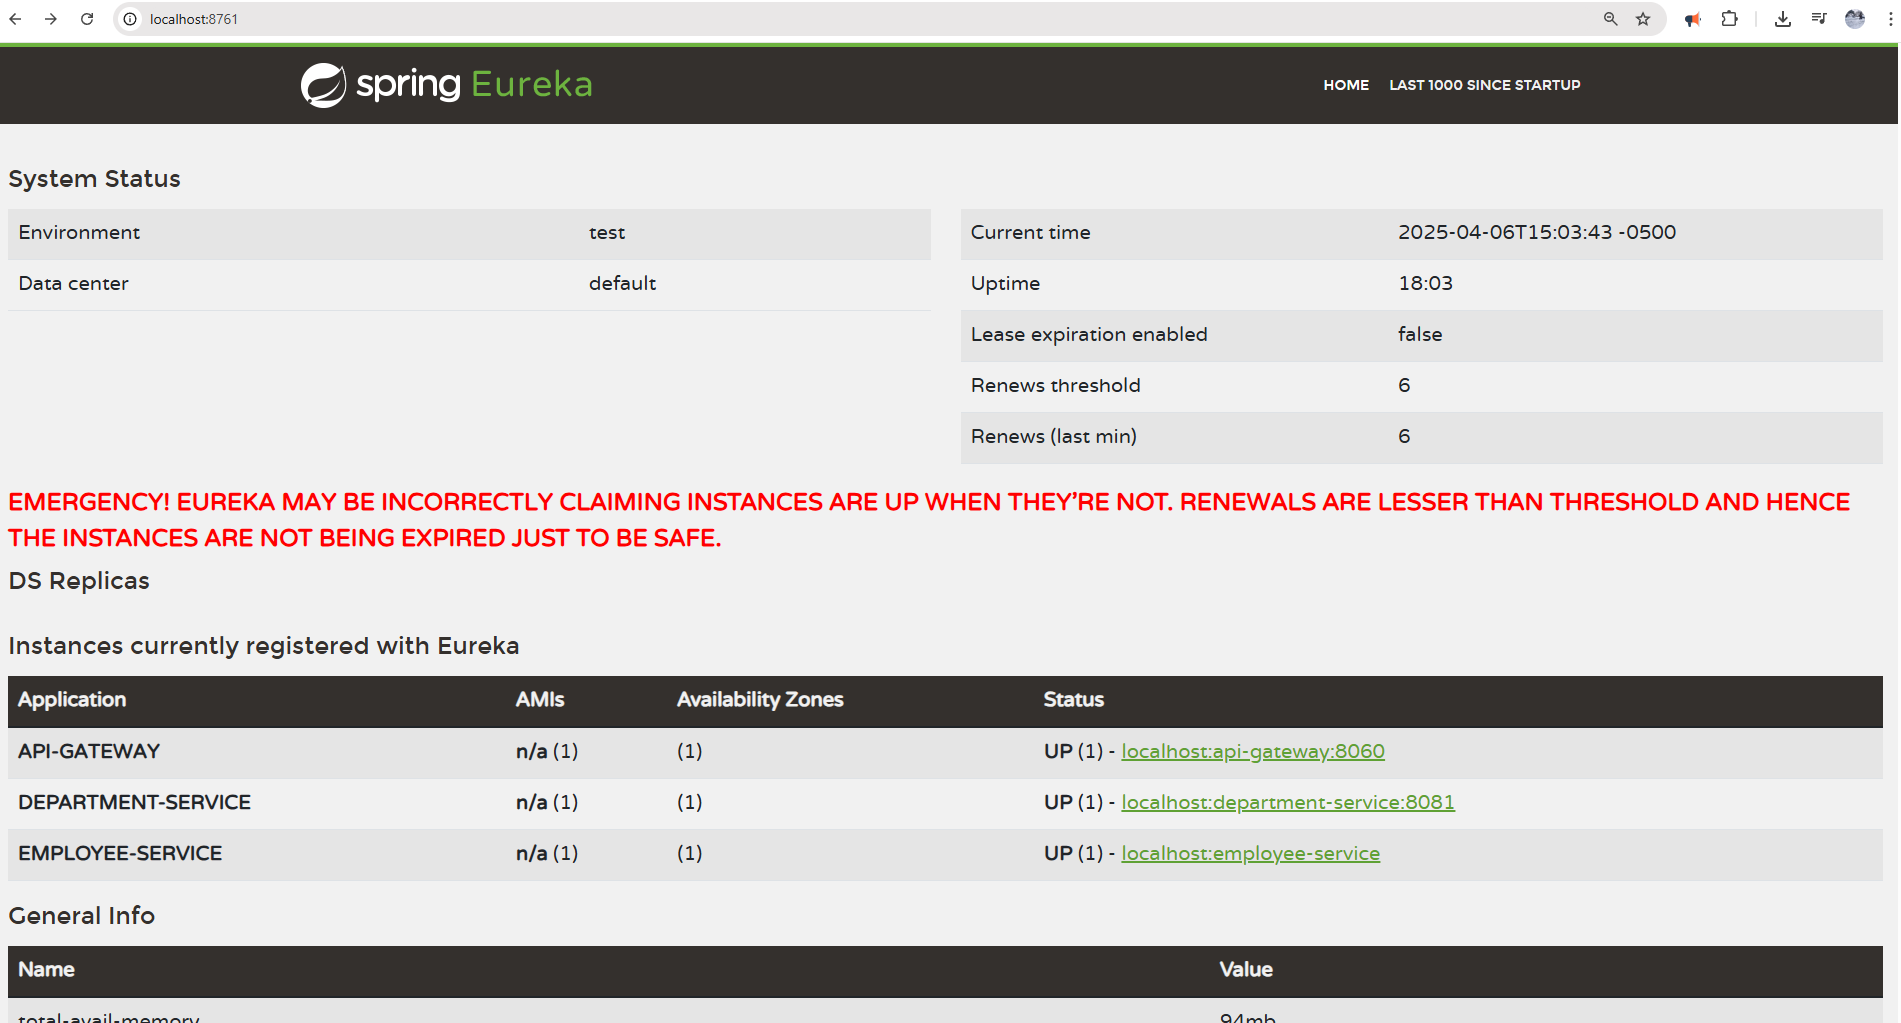 localhost:8761
spring Eureka
HOME LAST 1000 SINCE STARTUP
System Status
Environment test
Data center default
Current time 2025-04-06T15:03:43 -0500
Uptime 18:03
Lease expiration enabled false
Renews threshold 6
Renews (last min) 6
EMERGENCY! EUREKA MAY BE INCORRECTLY CLAIMING INSTANCES ARE UP WHEN THEY'RE NOT. RENEWALS ARE LESSER THAN THRESHOLD AND HENCE
THE INSTANCES ARE NOT BEING EXPIRED JUST TO BE SAFE.
DS Replicas
Instances currently registered with Eureka
Application AMIs Availability Zones Status
API-GATEWAY n/a (1) (1) UP (1) - localhost:api-gateway:8060
DEPARTMENT-SERVICE n/a (1) (1) UP (1) - localhost:department-service:8081
EMPLOYEE-SERVICE n/a (1) (1) UP (1) - localhost:employee-service
General Info
Name Value
total-avail-memory 94mb